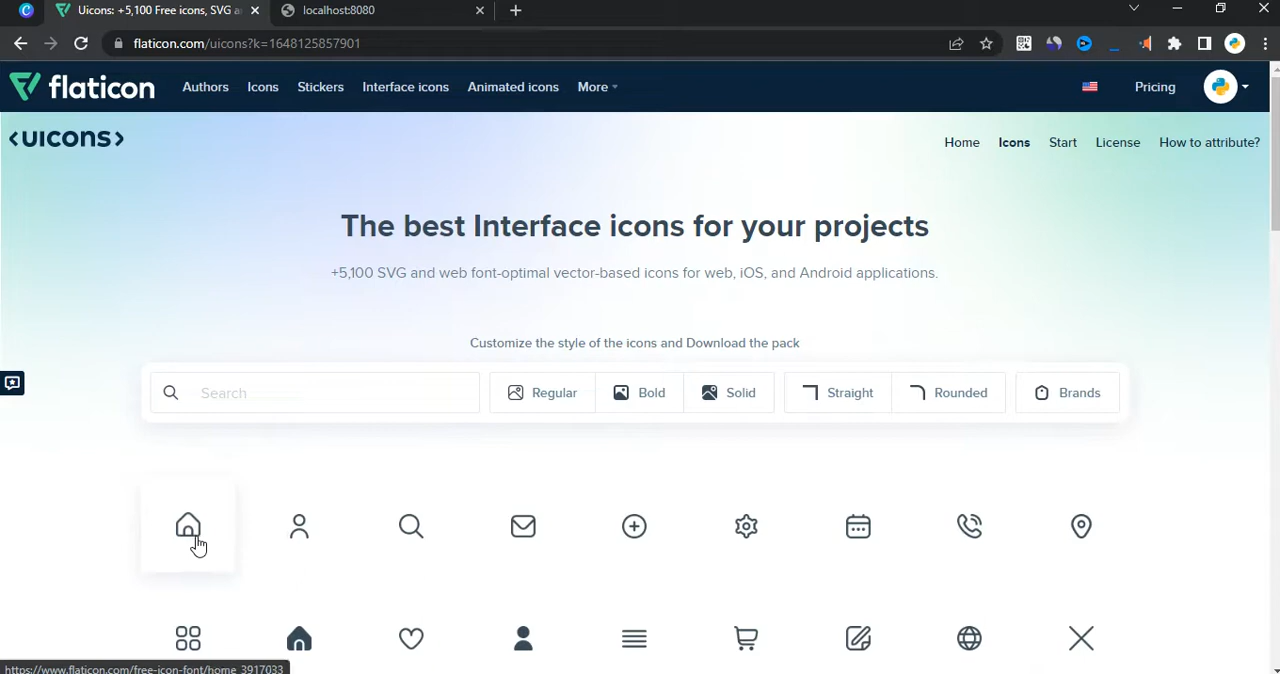 Uicons: +5,100 Free icons, SVG a
localhost:8080
flaticon.com/uicons?k=1648125857901
flaticon
Authors
Icons
Stickers
Interface icons
Animated icons
More
Pricing
<UICONS>
Home
Icons
Start
License
How to attribute?
The best Interface icons for your projects
+5,100 SVG and web font-optimal vector-based icons for web, iOS, and Android applications.
Customize the style of the icons and Download the pack
Search
Regular
Bold
Solid
Straight
Rounded
Brands
https://www.flaticon.com/free-icon-font/home_3917033